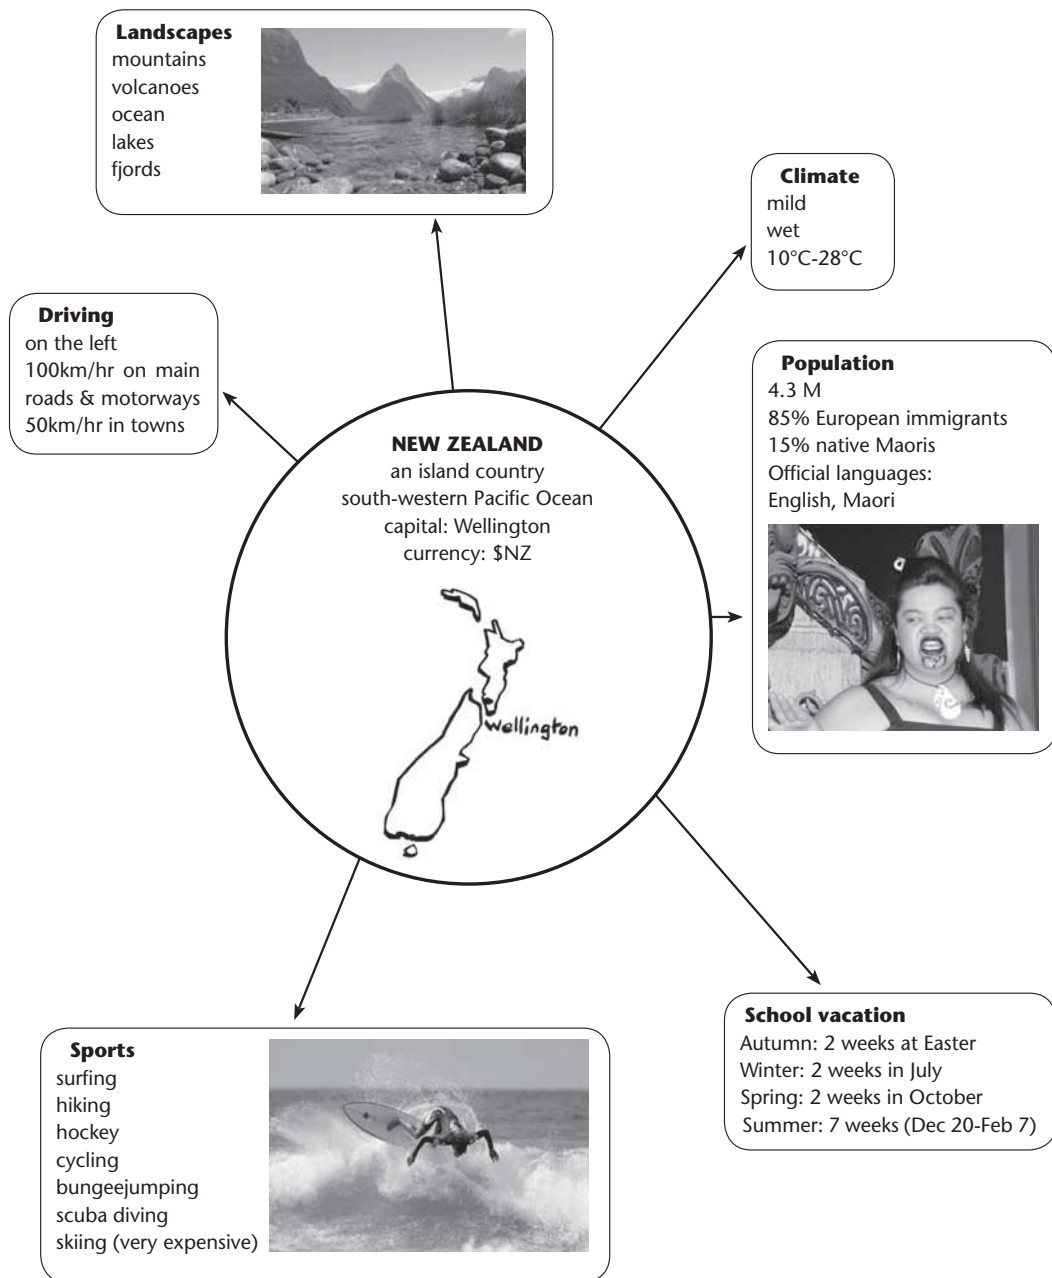 Landscapes
mountains
volcanoes
ocean
lakes
fjords
Climate
mild
wet
10°C-28°C
Driving
on the left
100km/hr on main
roads & motorways
50km/hr in towns
Population
4.3 M
85% European immigrants
15% native Maoris
Official languages:
English, Maori
NEW ZEALAND
an island country
south-western Pacific Ocean
capital: Wellington
currency: $NZ
Wellington
School vacation
Autumn: 2 weeks at Easter
Winter: 2 weeks in July
Spring: 2 weeks in October
Summer: 7 weeks (Dec 20-Feb 7)
Sports
surfing
hiking
hockey
cycling
bungeejumping
scuba diving
skiing (very expensive)